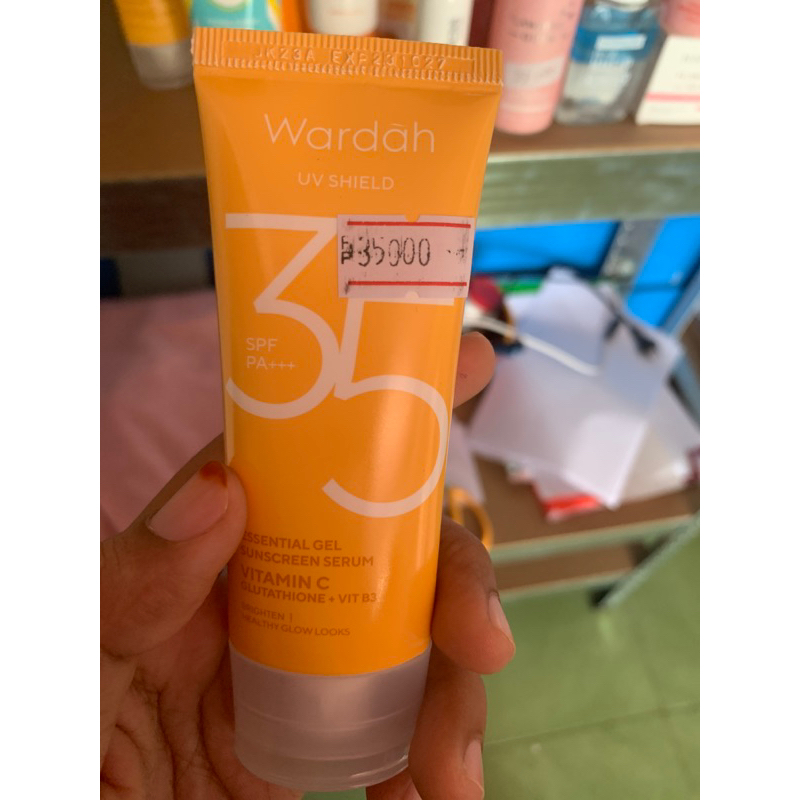 JK23A EXP231027
Wardah
UV SHIELD
35000
35
SPF
PA+++
ESSENTIAL GEL
SUNSCREEN SERUM
VITAMIN C
GLUTATHIONE + VIT B3
BRIGHTEN |
HEALTHY GLOW LOOKS